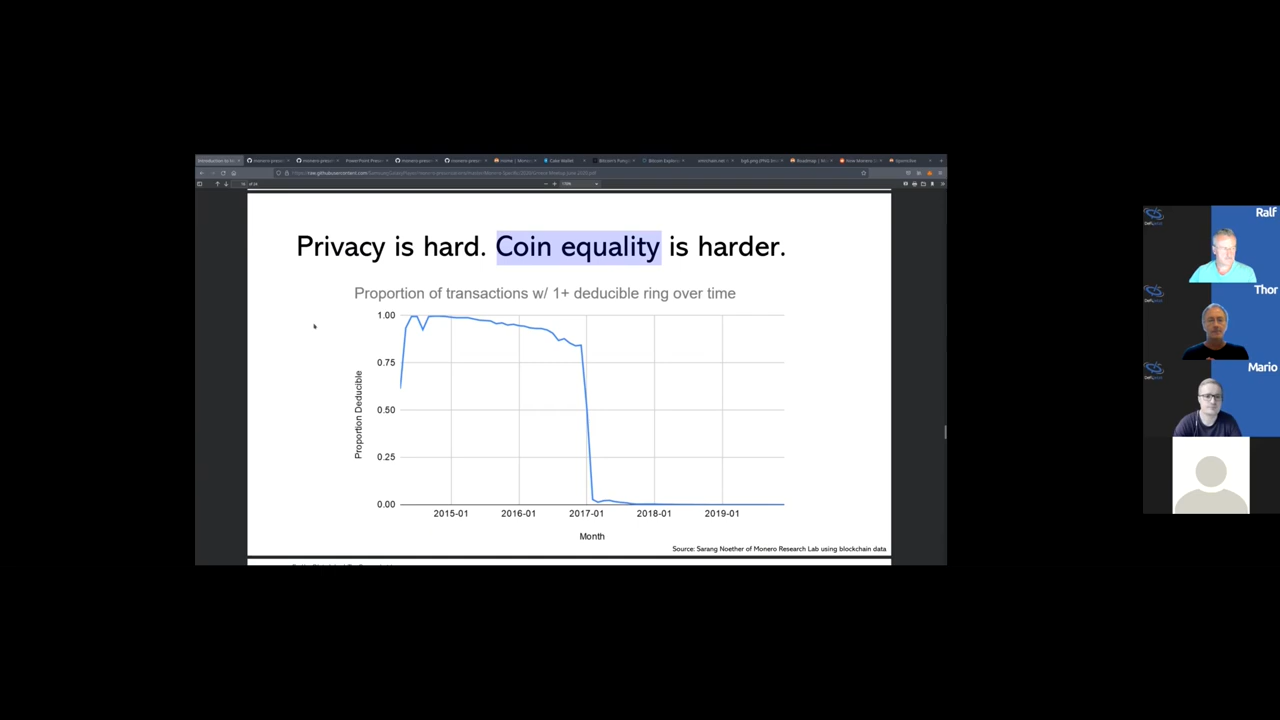 Privacy is hard. Coin equality is harder.
Proportion of transactions w/ 1+ deducible ring over time
Proportion Deducible
1.00
0.75
0.50
0.25
0.00
2015-01
2016-01
2017-01
2018-01
2019-01
Month
Source: Sarang Noether of Monero Research Lab using blockchain data
Ralf
Thor
Mario